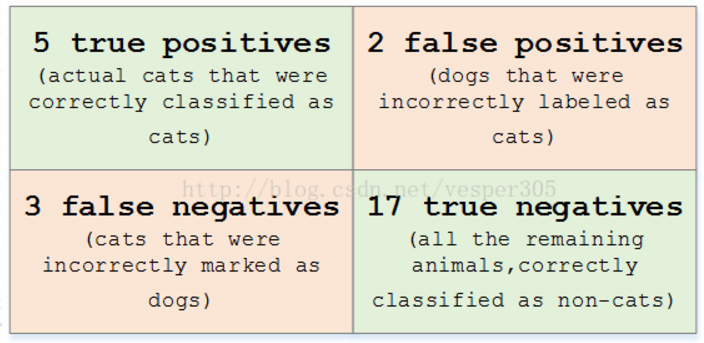 5 true positives
(actual cats that were
correctly classified as
cats)
2 false positives
(dogs that were
incorrectly labeled as
cats)
http://blog.csdn.net/vesper305
3 false negatives
(cats that were
incorrectly marked as
dogs)
17 true negatives
(all the remaining
animals,correctly
classified as non-cats)